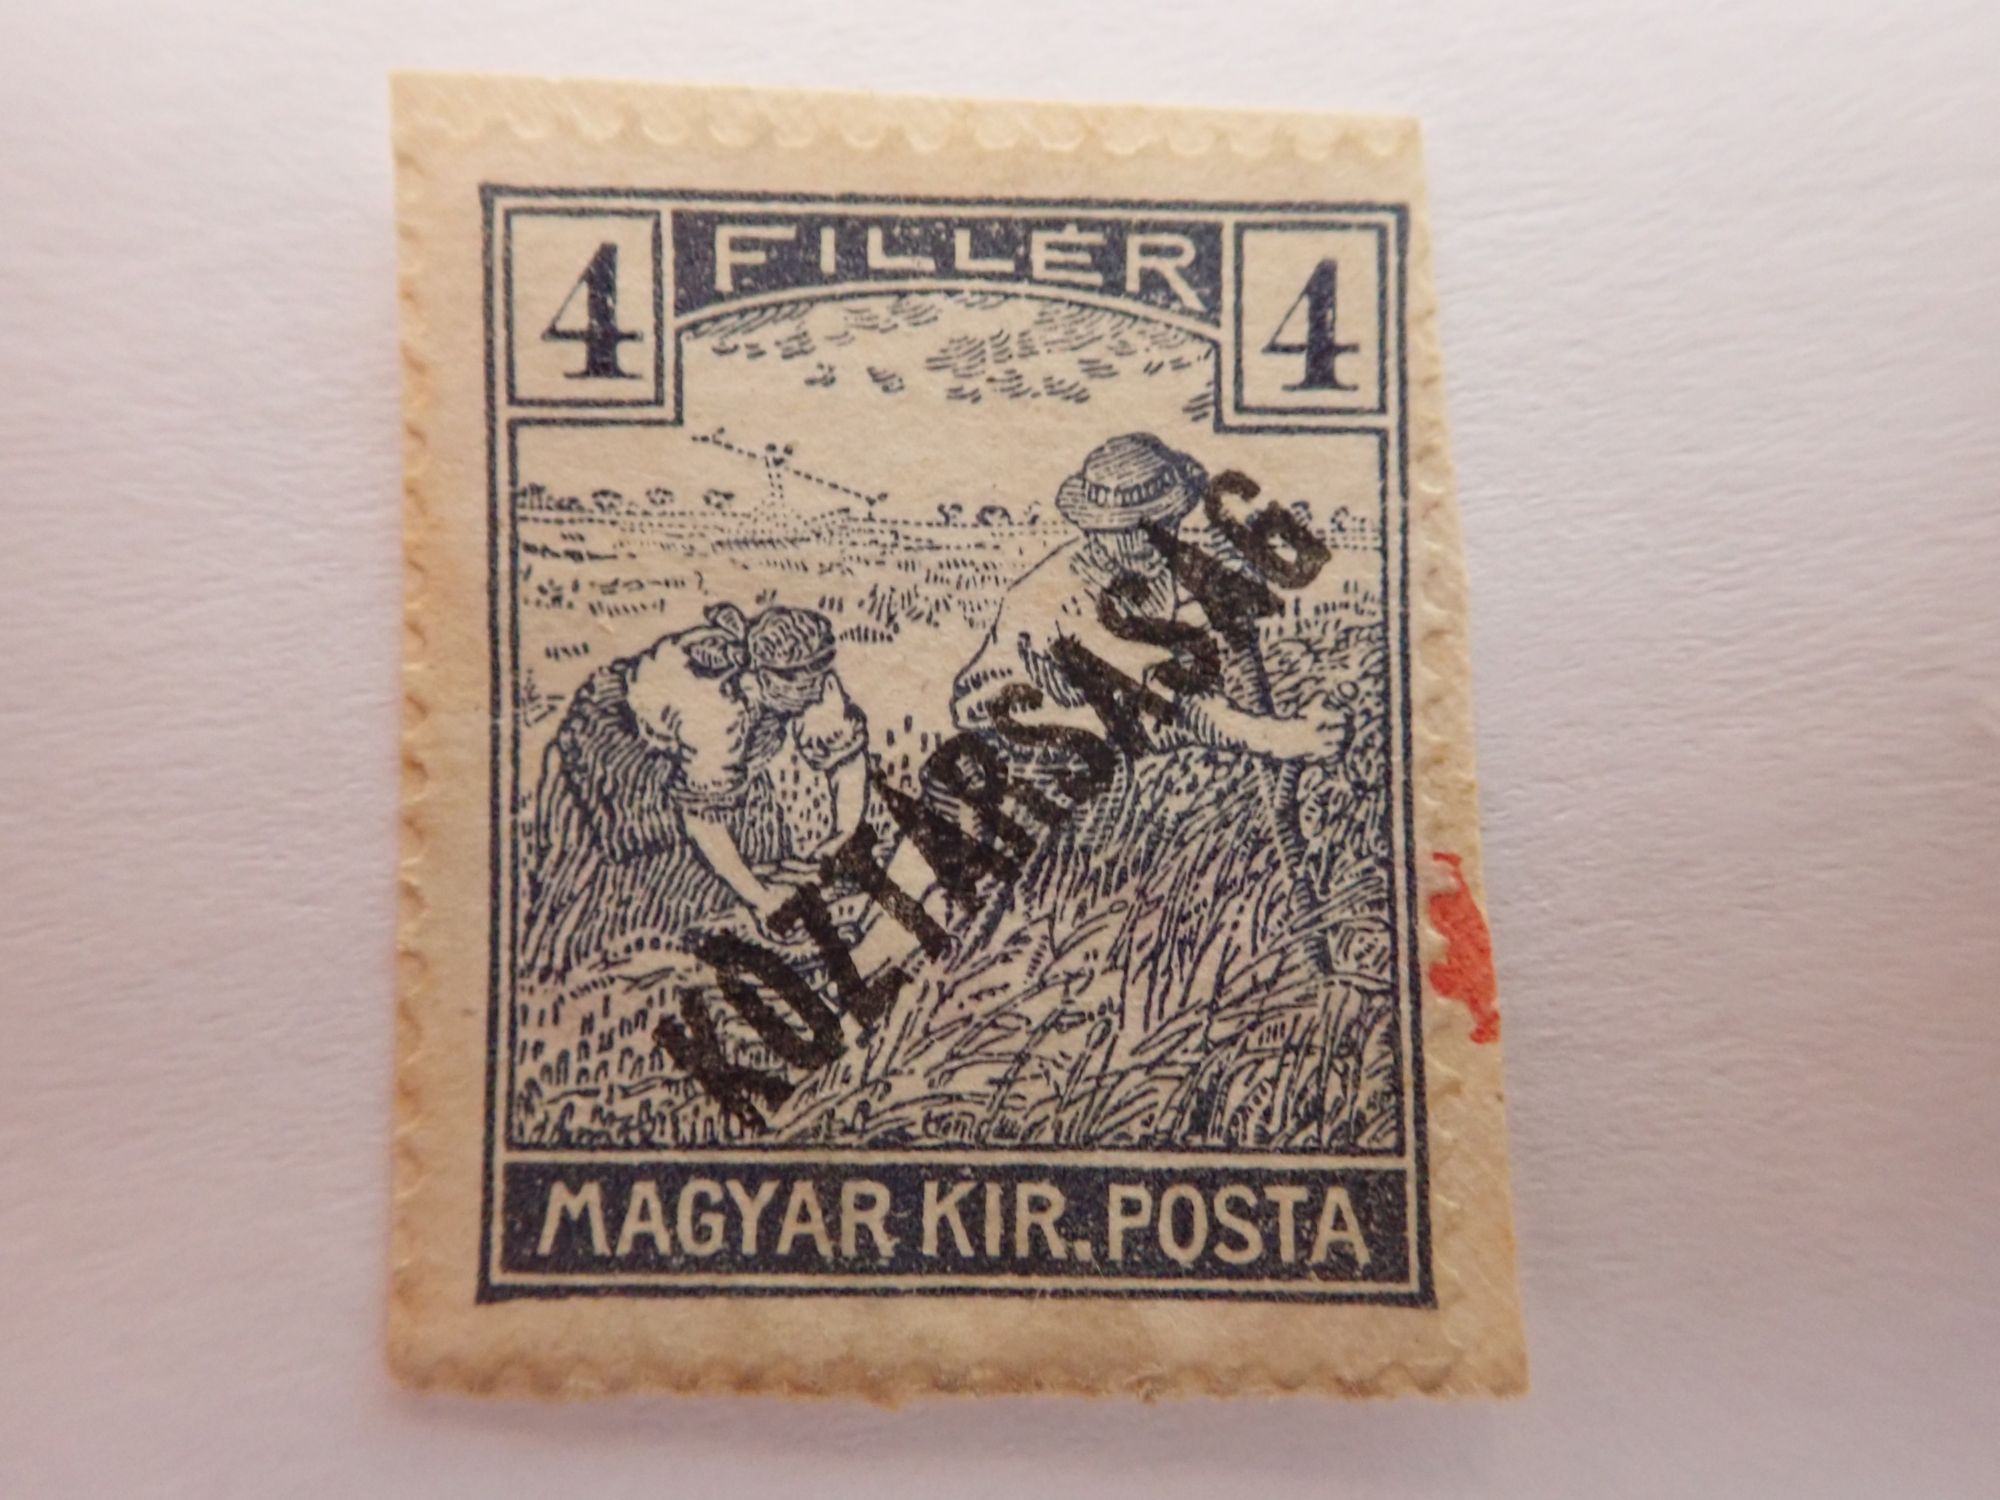 4 FILLÉR 4
KÖZTÁRSASÁG
MAGYAR KIR. POSTA